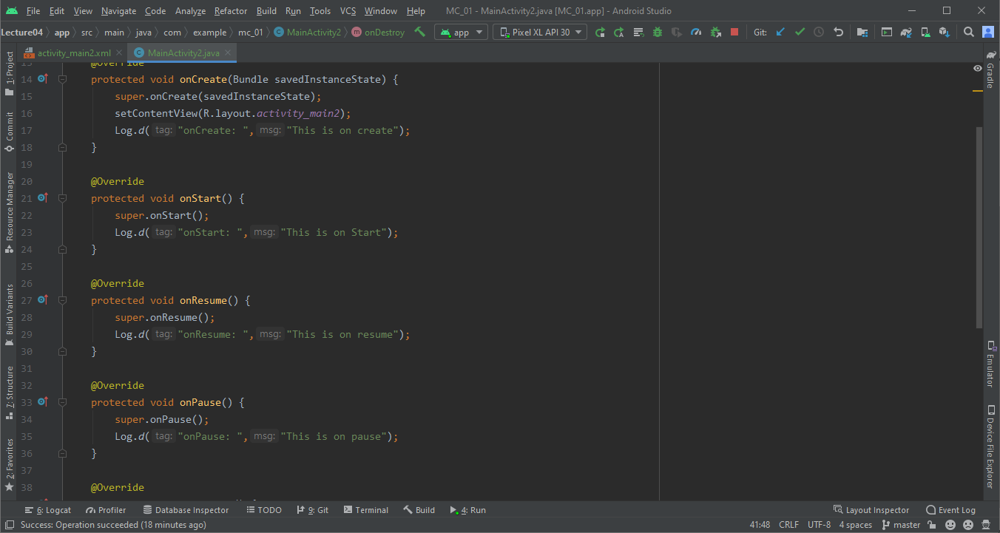 File Edit View Navigate Code Analyze Refactor Build Run Tools VCS Window Help MC_01 - MainActivity2.java [MC_01.app] - Android Studio
Lecture04 app src main java com example mc_01 MainActivity2 onDestroy app Pixel XL API 30 Git:
activity_main2.xml MainActivity2.java
13 @Override
14 protected void onCreate(Bundle savedInstanceState) {
15 super.onCreate(savedInstanceState);
16 setContentView(R.layout.activity_main2);
17 Log.d( tag: "onCreate: ", msg: "This is on create");
18 }
19
20 @Override
21 protected void onStart() {
22 super.onStart();
23 Log.d( tag: "onStart: ", msg: "This is on Start");
24 }
25
26 @Override
27 protected void onResume() {
28 super.onResume();
29 Log.d( tag: "onResume: ", msg: "This is on resume");
30 }
31
32 @Override
33 protected void onPause() {
34 super.onPause();
35 Log.d( tag: "onPause: ", msg: "This is on pause");
36 }
37
38 @Override
1: Project
Commit
Resource Manager
Build Variants
7: Structure
2: Favorites
Gradle
Emulator
Device File Explorer
6: Logcat Profiler Database Inspector TODO 9: Git Terminal Build 4: Run Layout Inspector Event Log
Success: Operation succeeded (18 minutes ago) 41:48 CRLF UTF-8 4 spaces master